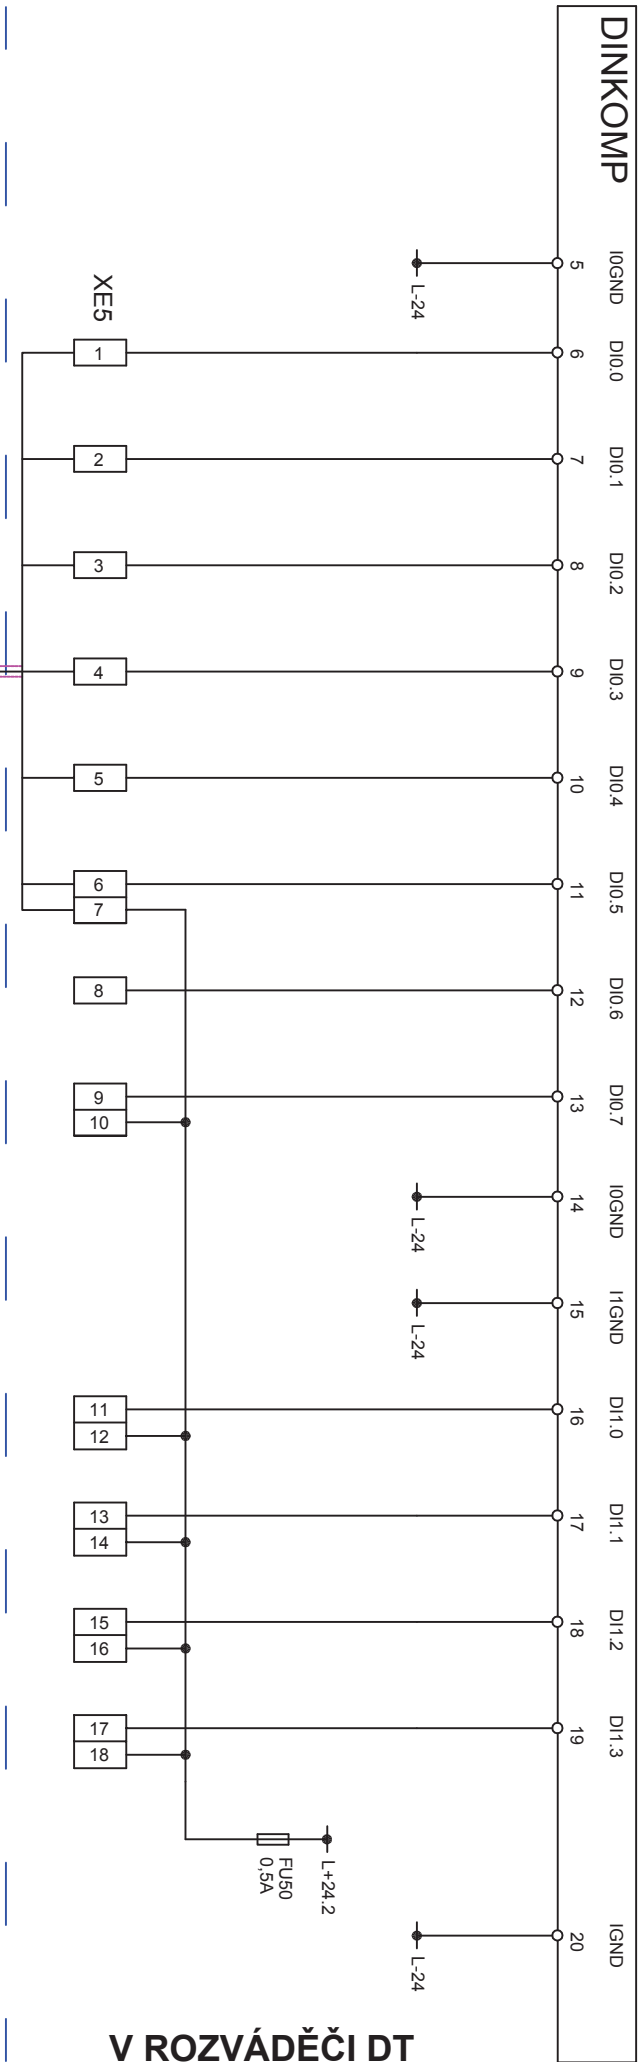 DINKOMP
5 I0GND
L-24
XE5
1 6 DI0.0
2 7 DI0.1
3 8 DI0.2
4 9 DI0.3
5 10 DI0.4
6 11 DI0.5
7
8 12 DI0.6
9 13 DI0.7
10
14 I0GND
L-24
15 I1GND
L-24
11 16 DI1.0
12
13 17 DI1.1
14
15 18 DI1.2
16
17 19 DI1.3
18
L+24.2
FU50
0,5A
20 IGND
L-24
V ROZVÁDĚČI DT